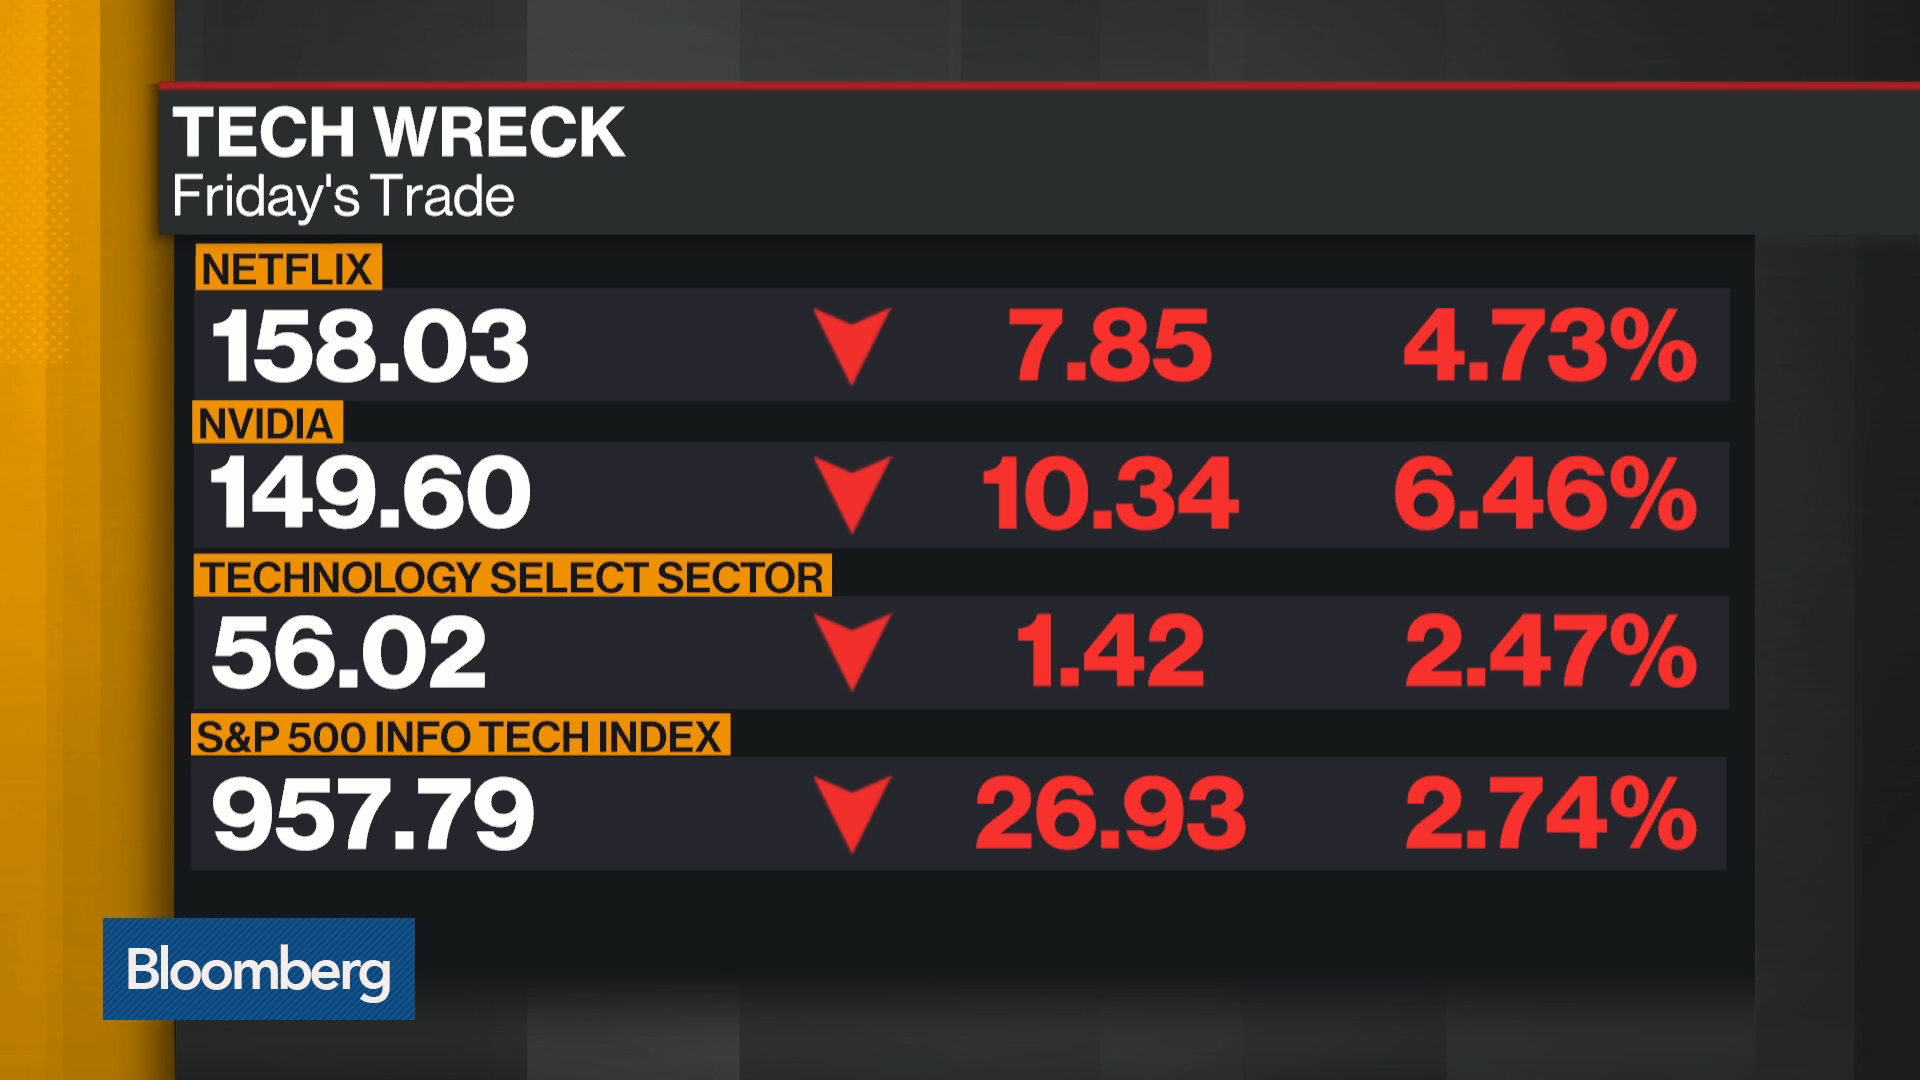 TECH WRECK
Friday's Trade
NETFLIX
158.03 7.85 4.73%
NVIDIA
149.60 10.34 6.46%
TECHNOLOGY SELECT SECTOR
56.02 1.42 2.47%
S&P 500 INFO TECH INDEX
957.79 26.93 2.74%
Bloomberg